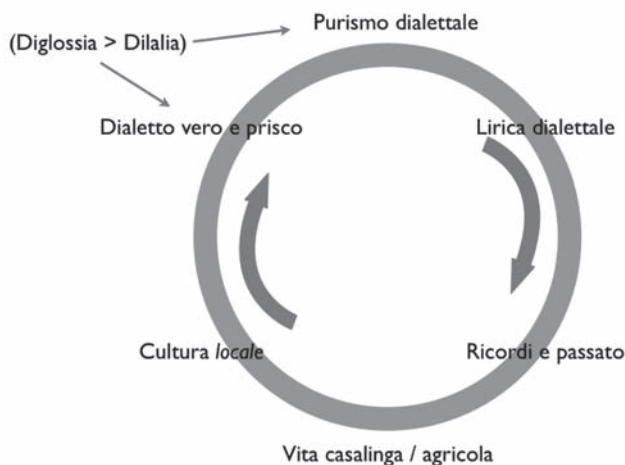 Purismo dialettale
(Diglossia > Dilalia)
Dialetto vero e prisco
Lirica dialettale
Cultura locale
Ricordi e passato
Vita casalinga / agricola